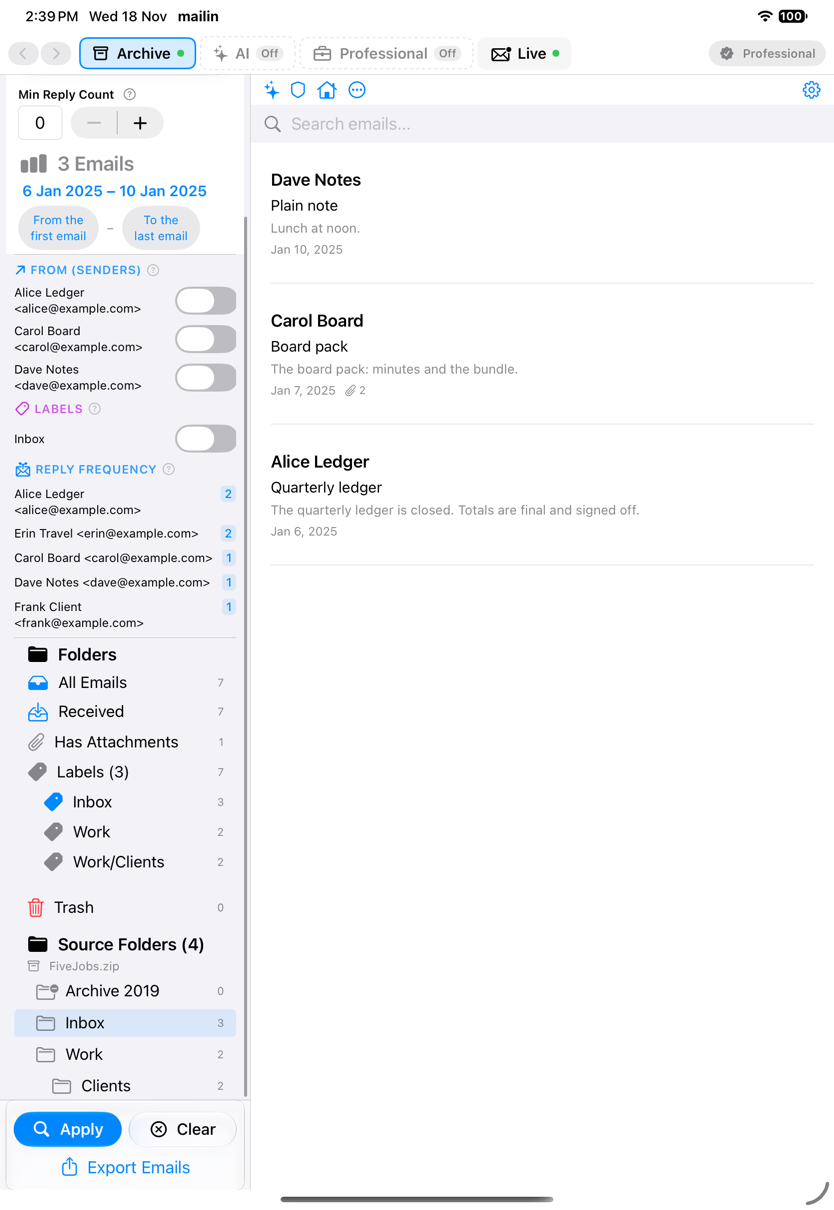 2:39 PM Wed 18 Nov mailin 100
Archive AI Off Professional Off Live Professional
Min Reply Count ?
0 − +
3 Emails
6 Jan 2025 – 10 Jan 2025
From the
first email
–
To the
last email
FROM (SENDERS) ?
Alice Ledger
<alice@example.com>
Carol Board
<carol@example.com>
Dave Notes
<dave@example.com>
LABELS ?
Inbox
REPLY FREQUENCY ?
Alice Ledger
<alice@example.com> 2
Erin Travel <erin@example.com> 2
Carol Board <carol@example.com> 1
Dave Notes <dave@example.com> 1
Frank Client
<frank@example.com> 1
Folders
All Emails 7
Received 7
Has Attachments 1
Labels (3) 7
Inbox 3
Work 2
Work/Clients 2
Trash 0
Source Folders (4)
FiveJobs.zip
Archive 2019 0
Inbox 3
Work 2
Clients 2
Apply Clear
Export Emails
Search emails...
Dave Notes
Plain note
Lunch at noon.
Jan 10, 2025
Carol Board
Board pack
The board pack: minutes and the bundle.
Jan 7, 2025 2
Alice Ledger
Quarterly ledger
The quarterly ledger is closed. Totals are final and signed off.
Jan 6, 2025